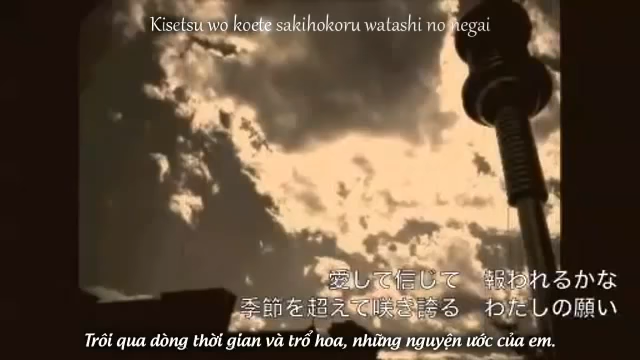 Kisetsu wo koete sakihokoru watashi no negai
愛して信じて　報われるかな
季節を超えて咲き誇る　わたしの願い
Trôi qua dòng thời gian và trổ hoa, những nguyện ước của em.